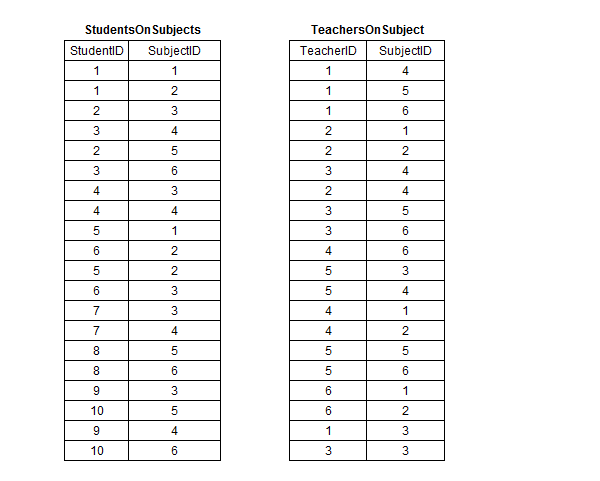 StudentsOnSubjects TeachersOnSubject
StudentID SubjectID TeacherID SubjectID
1 1 1 4
1 2 1 5
2 3 1 6
3 4 2 1
2 5 2 2
3 6 3 4
4 3 2 4
4 4 3 5
5 1 3 6
6 2 4 6
5 2 5 3
6 3 5 4
7 3 4 1
7 4 4 2
8 5 5 5
8 6 5 6
9 3 6 1
10 5 6 2
9 4 1 3
10 6 3 3